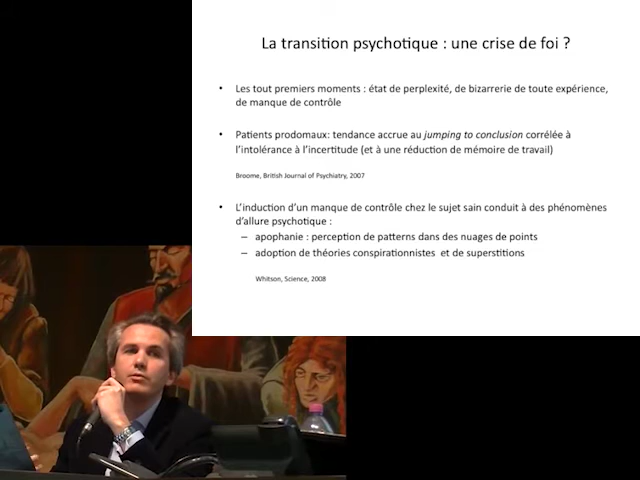 La transition psychotique : une crise de foi ?
• Les tout premiers moments : état de perplexité, de bizarrerie de toute expérience,
de manque de contrôle
• Patients prodomaux: tendance accrue au jumping to conclusion corrélée à
l'intolérance à l'incertitude (et à une réduction de mémoire de travail)
Broome, British Journal of Psychiatry, 2007
• L'induction d'un manque de contrôle chez le sujet sain conduit à des phénomènes
d'allure psychotique :
– apophanie : perception de patterns dans des nuages de points
– adoption de théories conspirationnistes et de superstitions
Whitson, Science, 2008